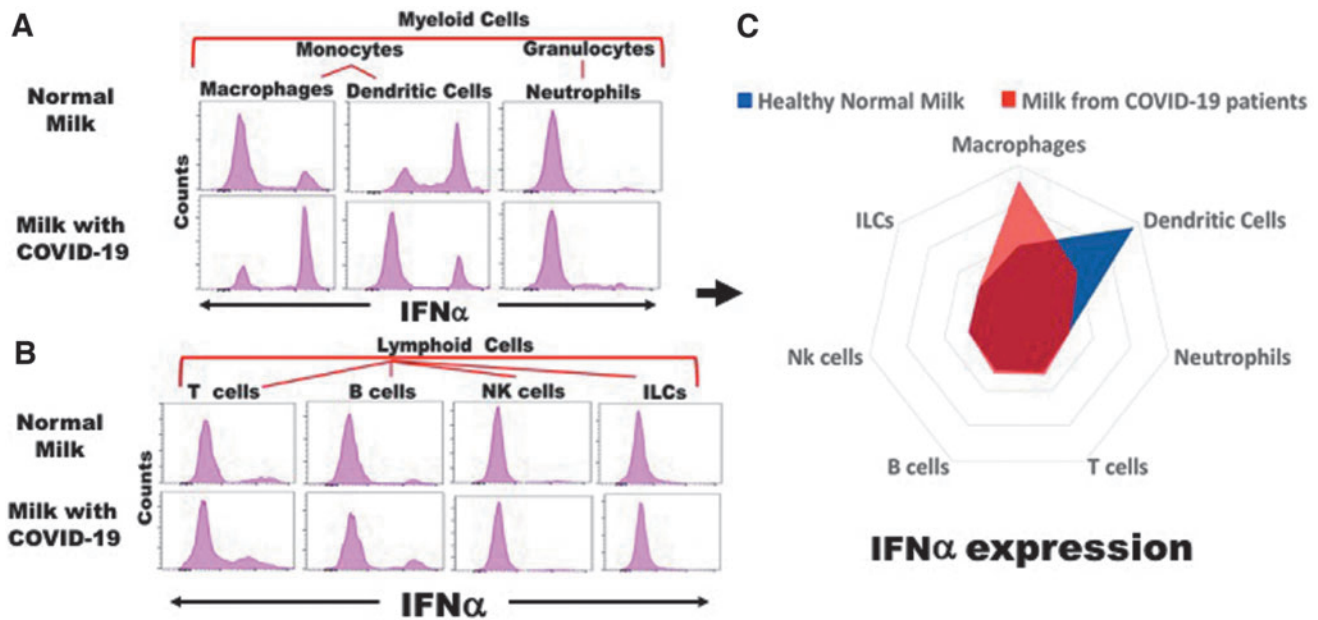 A
Myeloid Cells
Monocytes
Granulocytes
Macrophages
Dendritic Cells
Neutrophils
Normal
Milk
Milk with
COVID-19
Counts
IFNα
B
Lymphoid Cells
T cells
B cells
NK cells
ILCs
Normal
Milk
Milk with
COVID-19
Counts
IFNα
C
Healthy Normal Milk
Milk from COVID-19 patients
Macrophages
ILCs
Dendritic Cells
Nk cells
Neutrophils
B cells
T cells
IFNα expression